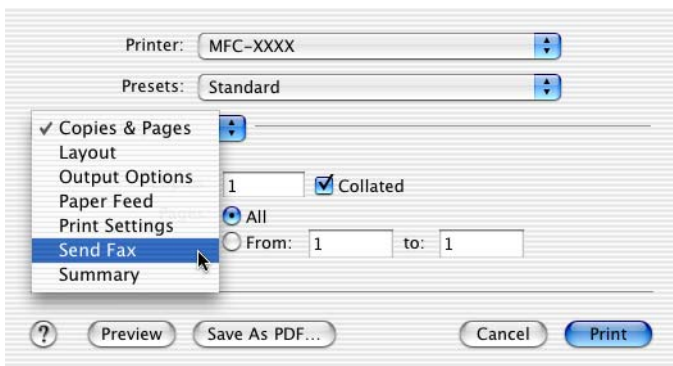 Printer: MFC-XXXX
Presets: Standard
✓ Copies & Pages
Layout
Output Options
1 Collated
Paper Feed
All
Print Settings
From: 1 to: 1
Send Fax
Summary
? Preview Save As PDF... Cancel Print